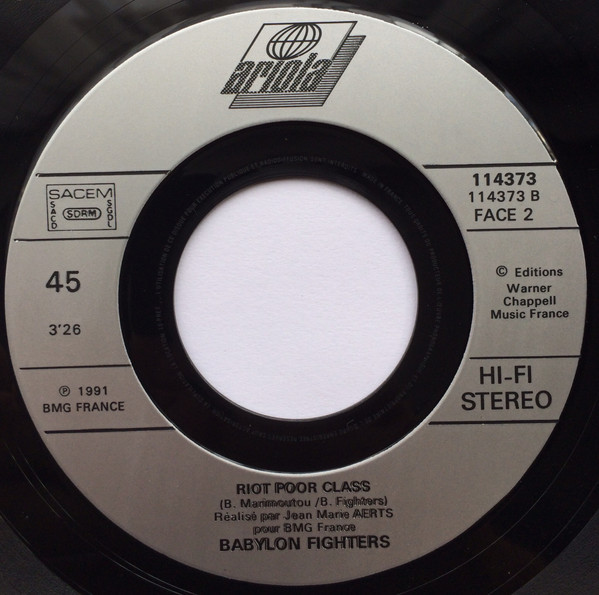 ariola
SACEM
SACD
SDRM
SGDL
114373
114373 B
FACE 2
45
3'26
© Editions
Warner
Chappell
Music France
℗ 1991
BMG FRANCE
HI-FI
STEREO
RIOT POOR CLASS
(B. Marimoutou /B. Fighters)
Réalisé par Jean Marie AERTS
pour BMG France
BABYLON FIGHTERS